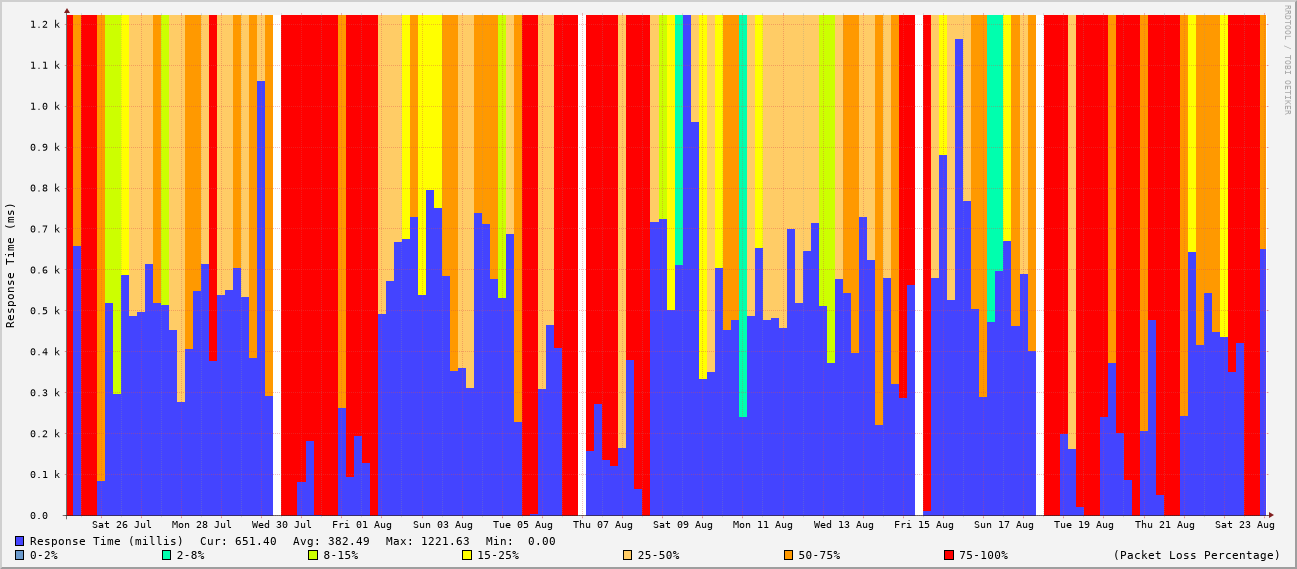 1.2 k
1.1 k
1.0 k
0.9 k
0.8 k
0.7 k
0.6 k
0.5 k
0.4 k
0.3 k
0.2 k
0.1 k
0.0
Response Time (ms)
RRDTOOL / TOBI OETIKER
Sat 26 Jul Mon 28 Jul Wed 30 Jul Fri 01 Aug Sun 03 Aug Tue 05 Aug Thu 07 Aug Sat 09 Aug Mon 11 Aug Wed 13 Aug Fri 15 Aug Sun 17 Aug Tue 19 Aug Thu 21 Aug Sat 23 Aug
Response Time (millis) Cur: 651.40 Avg: 382.49 Max: 1221.63 Min: 0.00
0-2% 2-8% 8-15% 15-25% 25-50% 50-75% 75-100% (Packet Loss Percentage)